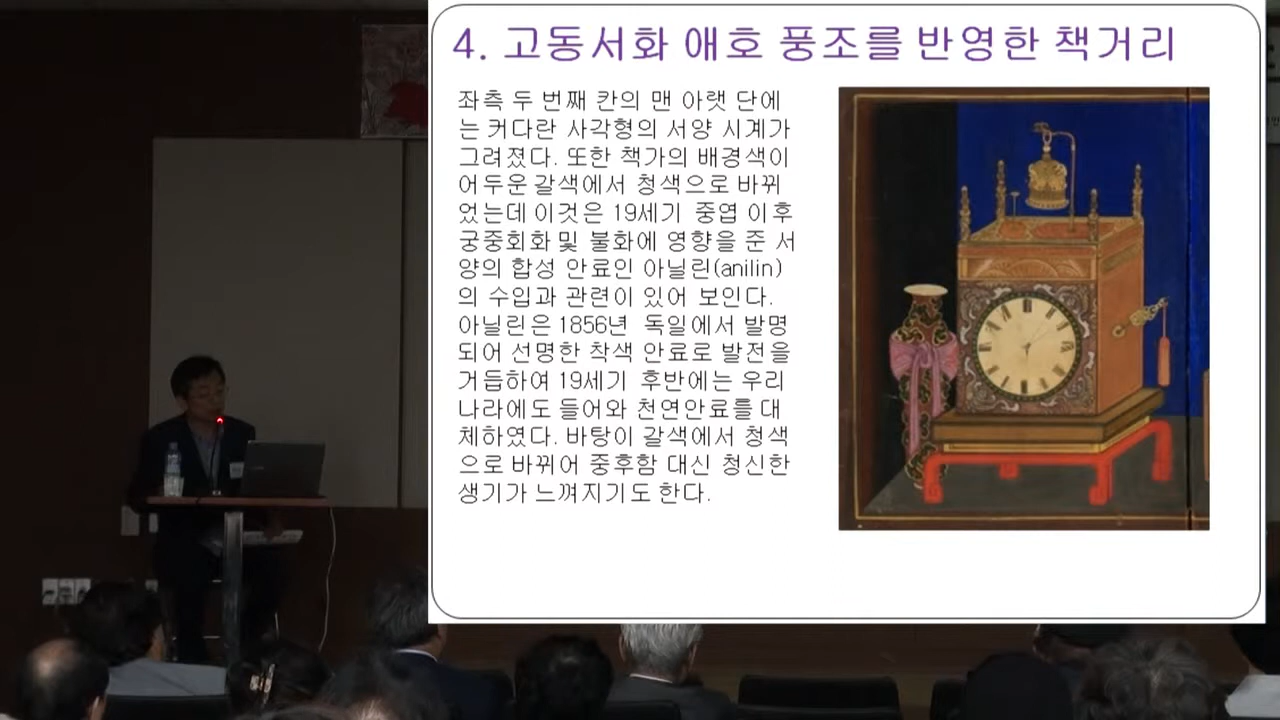 4. 고동서화 애호 풍조를 반영한 책거리
좌측 두 번째 칸의 맨 아랫 단에
는 커다란 사각형의 서양 시계가
그려졌다. 또한 책가의 배경색이
어두운 갈색에서 청색으로 바뀌
었는데 이것은 19세기 중엽 이후
궁중회화 및 불화에 영향을 준 서
양의 합성 안료인 아닐린(anilin)
의 수입과 관련이 있어 보인다.
아닐린은 1856년 독일에서 발명
되어 선명한 착색 안료로 발전을
거듭하여 19세기 후반에는 우리
나라에도 들어와 천연안료를 대
체하였다. 바탕이 갈색에서 청색
으로 바뀌어 중후함 대신 청신한
생기가 느껴지기도 한다.